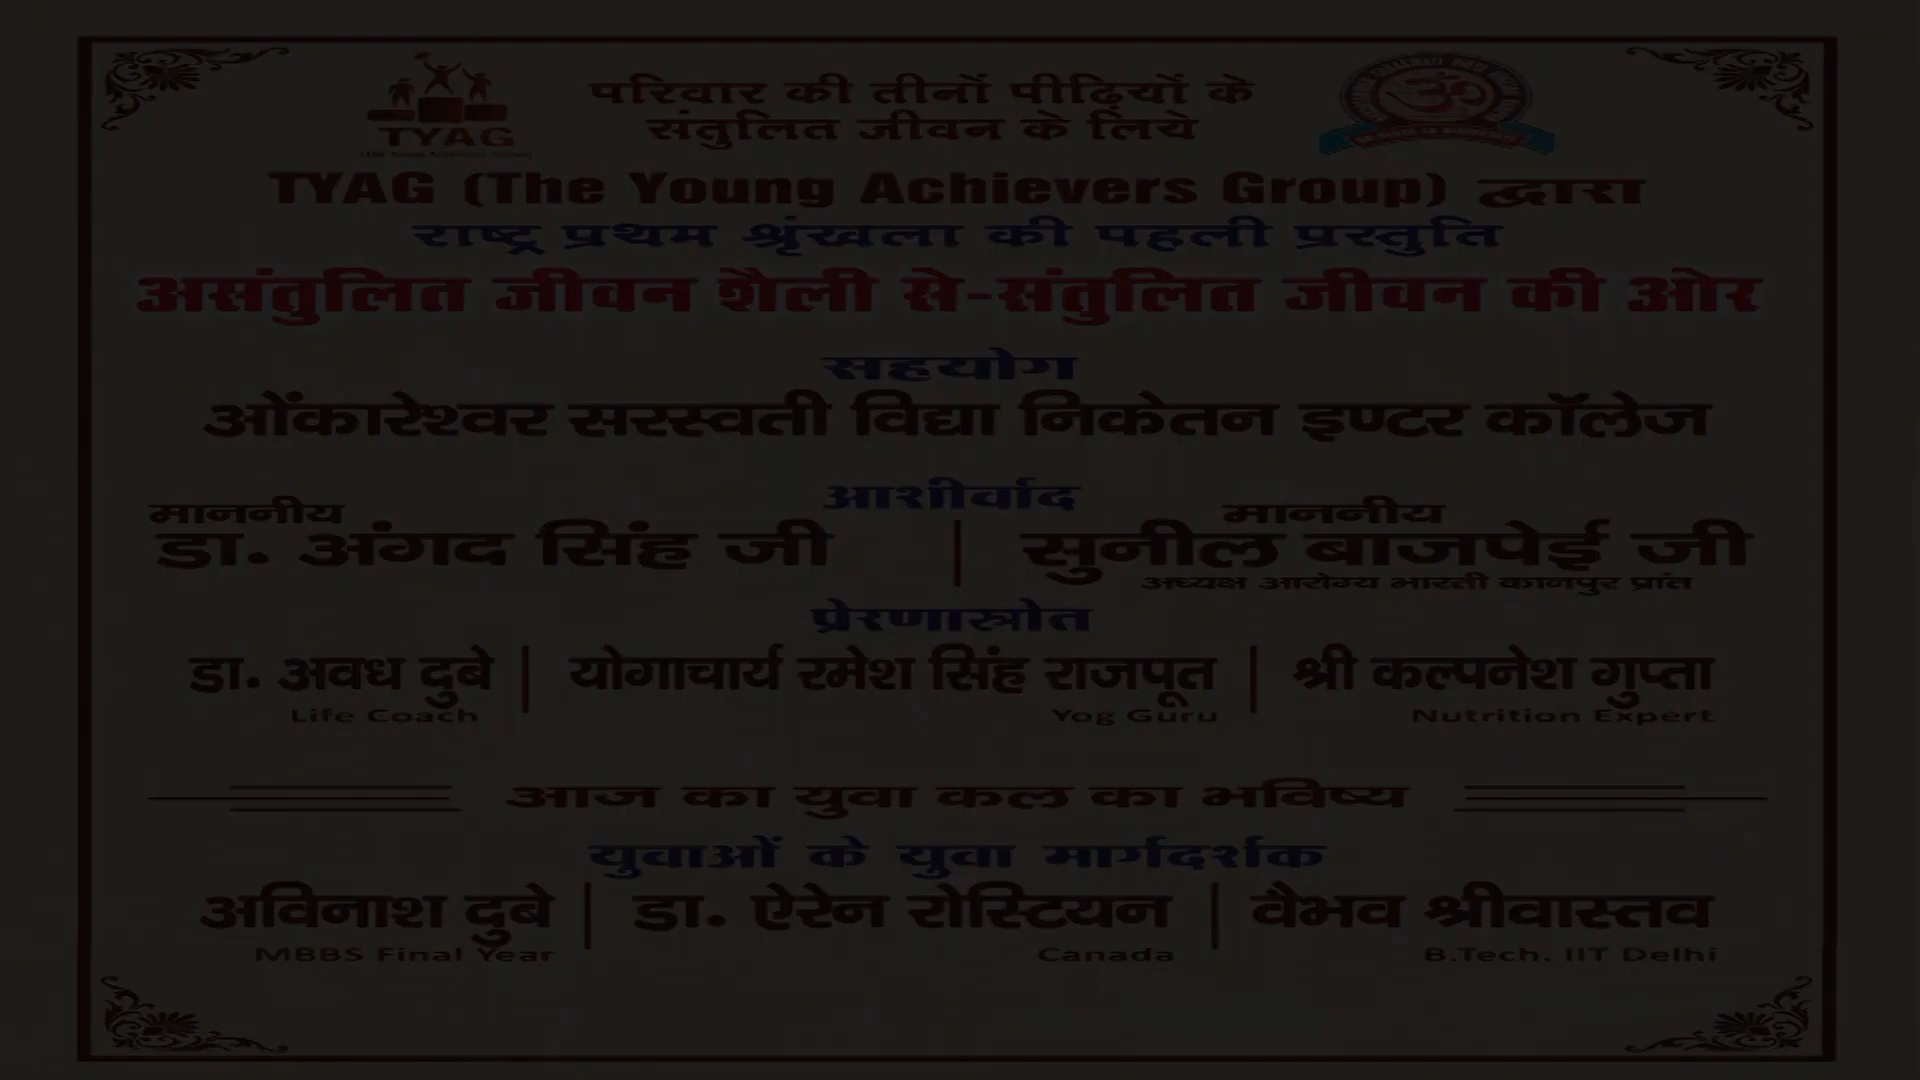 TYAG
परिवार की तीनों पीढ़ियों के
संतुलित जीवन के लिये
TYAG (The Young Achievers Group) द्वारा
राष्ट्र प्रथम श्रृंखला की पहली प्रस्तुति
असंतुलित जीवन शैली से-संतुलित जीवन की ओर
सहयोग
ओंकारेश्वर सरस्वती विद्या निकेतन इण्टर कॉलेज
आशीर्वाद
माननीय
डा. अंगद सिंह जी
माननीय
सुनील बाजपेई जी
अध्यक्ष आरोग्य भारती कानपुर प्रांत
प्रेरणास्त्रोत
डा. अवध दुबे | योगाचार्य रमेश सिंह राजपूत | श्री कल्पनेश गुप्ता
Life Coach Yog Guru Nutrition Expert
आज का युवा कल का भविष्य
युवाओं के युवा मार्गदर्शक
अविनाश दुबे | डा. ऐरेन रोस्टियन | वैभव श्रीवास्तव
MBBS Final Year Canada B.Tech. IIT Delhi